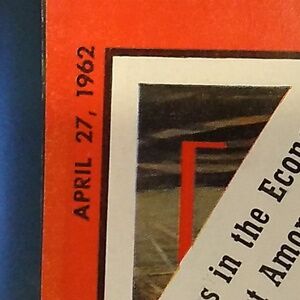 APRIL 27, 1962
s in the Econ
t Amon